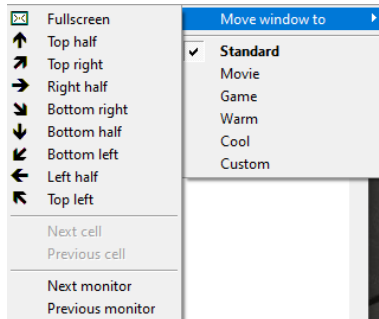 Fullscreen
Top half
Top right
Right half
Bottom right
Bottom half
Bottom left
Left half
Top left
Next cell
Previous cell
Next monitor
Previous monitor
Move window to
Standard
Movie
Game
Warm
Cool
Custom